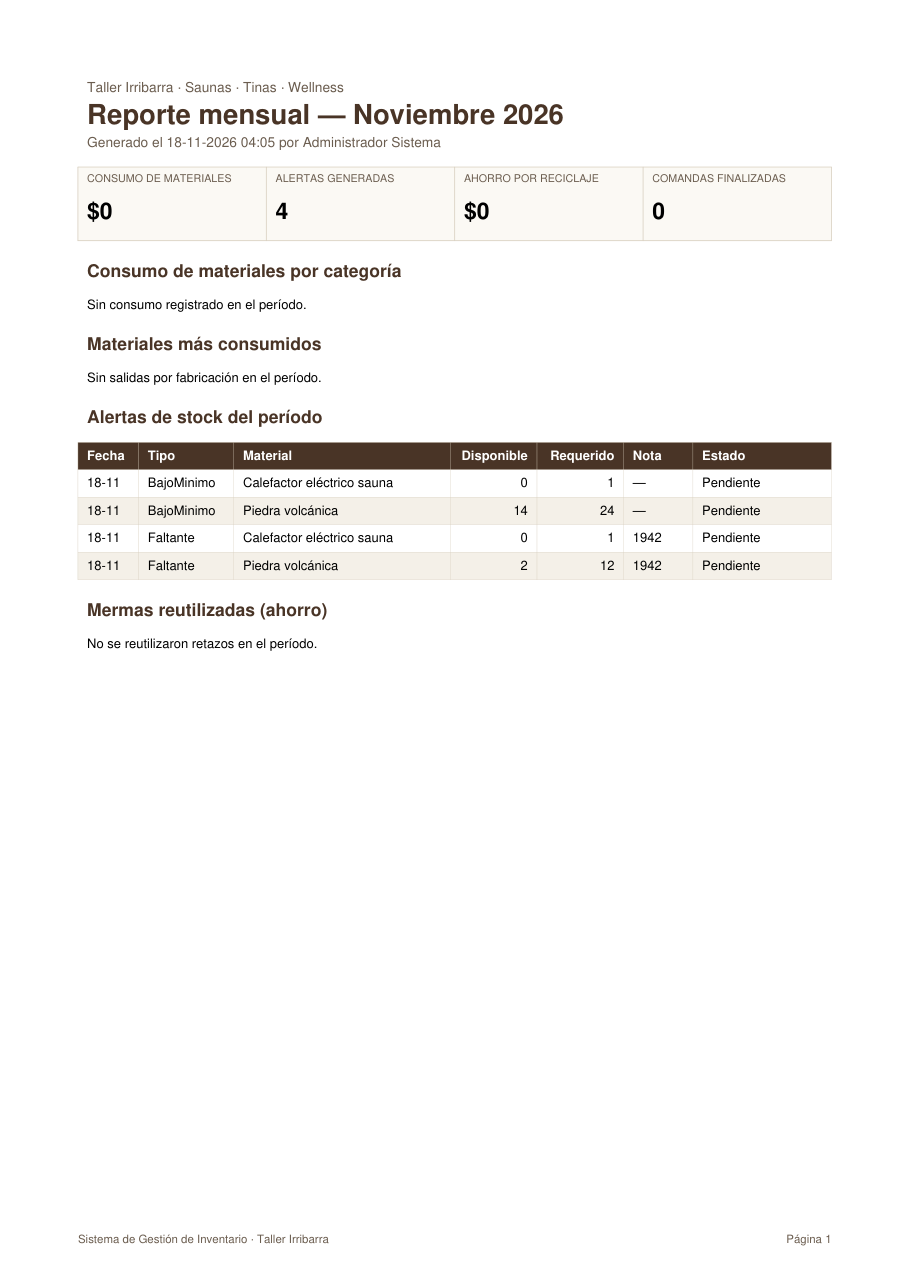 Taller Irribarra · Saunas · Tinas · Wellness
Reporte mensual — Noviembre 2026
Generado el 18-11-2026 04:05 por Administrador Sistema
CONSUMO DE MATERIALES ALERTAS GENERADAS AHORRO POR RECICLAJE COMANDAS FINALIZADAS
$0 4 $0 0
Consumo de materiales por categoría
Sin consumo registrado en el período.
Materiales más consumidos
Sin salidas por fabricación en el período.
Alertas de stock del período
Fecha Tipo Material Disponible Requerido Nota Estado
18-11 BajoMinimo Calefactor eléctrico sauna 0 1 — Pendiente
18-11 BajoMinimo Piedra volcánica 14 24 — Pendiente
18-11 Faltante Calefactor eléctrico sauna 0 1 1942 Pendiente
18-11 Faltante Piedra volcánica 2 12 1942 Pendiente
Mermas reutilizadas (ahorro)
No se reutilizaron retazos en el período.
Sistema de Gestión de Inventario · Taller Irribarra Página 1